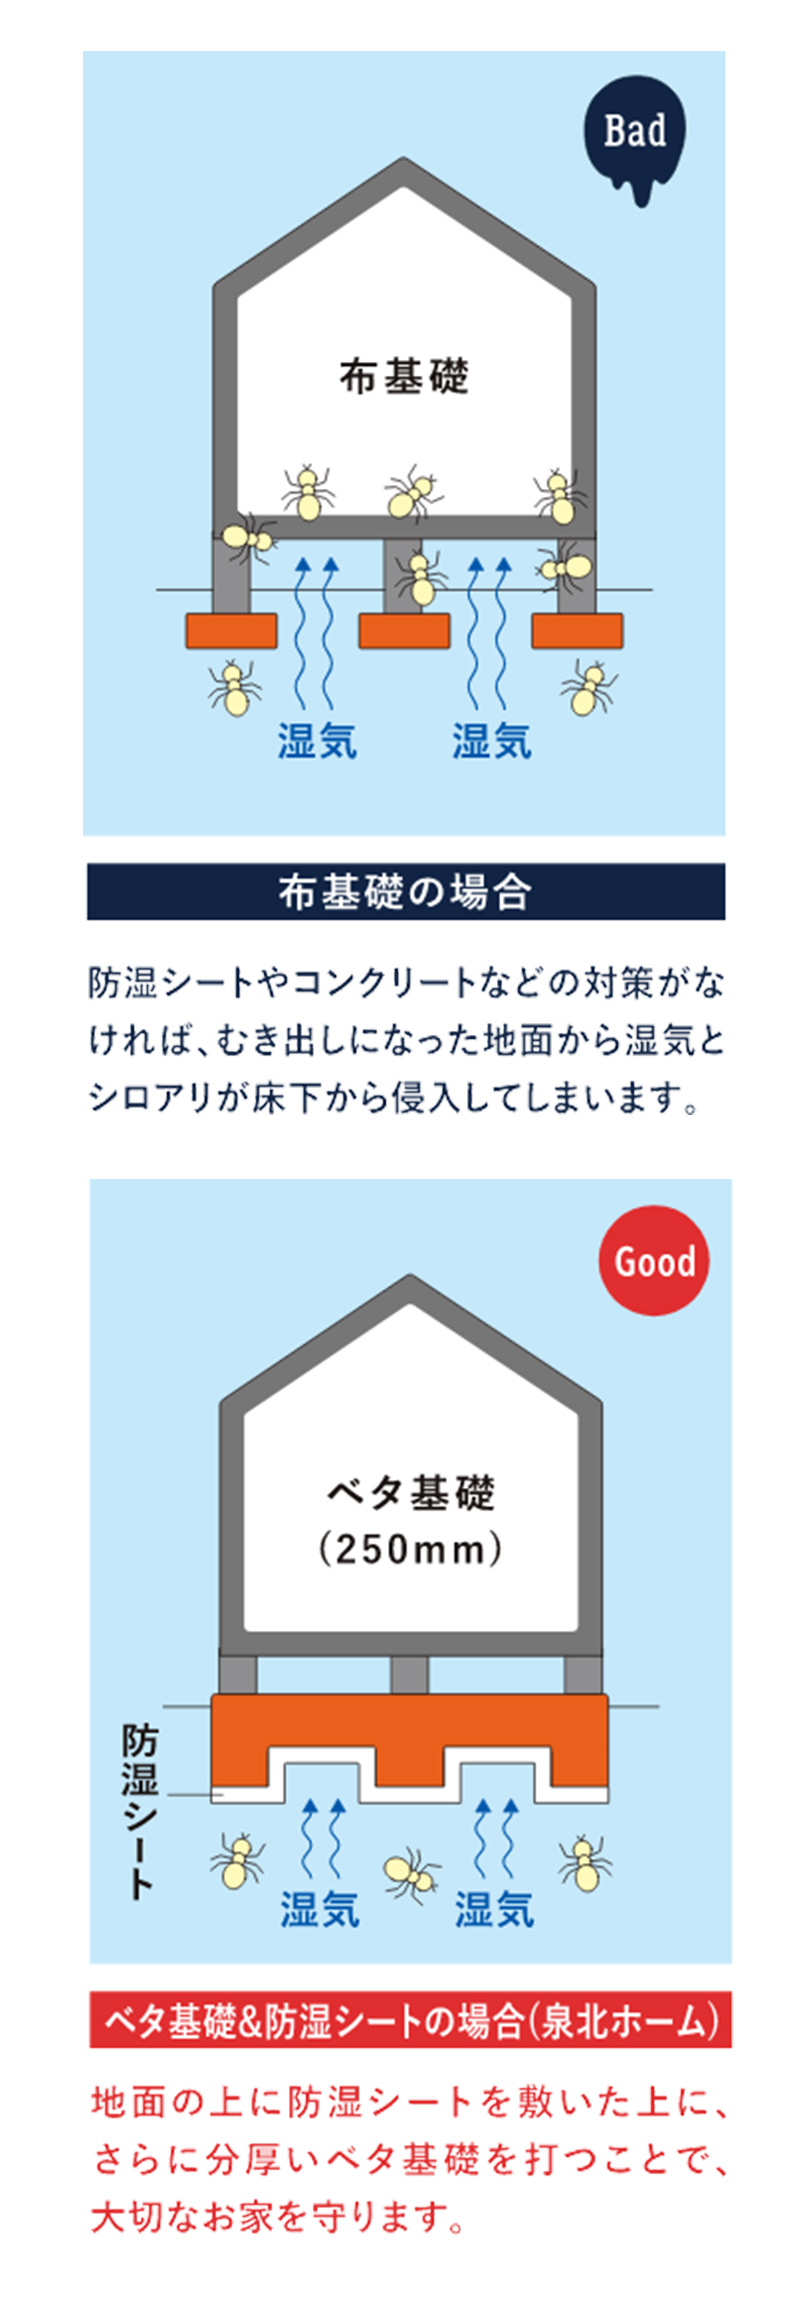 Bad
布基礎
湿気
湿気
布基礎の場合
防湿シートやコンクリートなどの対策がな
ければ、むき出しになった地面から湿気と
シロアリが床下から侵入してしまいます。
Good
ベタ基礎
(250mm)
防湿シート
湿気
湿気
ベタ基礎&防湿シートの場合(泉北ホーム)
地面の上に防湿シートを敷いた上に、
さらに分厚いベタ基礎を打つことで、
大切なお家を守ります。